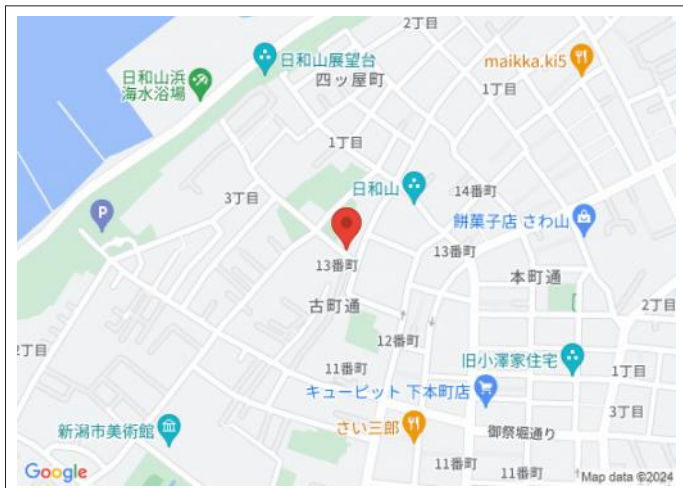 2丁目
日和山展望台
四ッ屋町
maikka.ki5
日和山浜
海水浴場
1丁目
1丁目
3丁目
日和山
14番町
P
餅菓子店 さわ山
13番町
13番町
本町通
古町通
2丁目
12番町
2丁目
11番町
旧小澤家住宅
1丁目
キューピット 下本町店
3丁目
新潟市美術館
さい三郎
御祭堀通り
11番町
11番町
Google
Map data ©2024